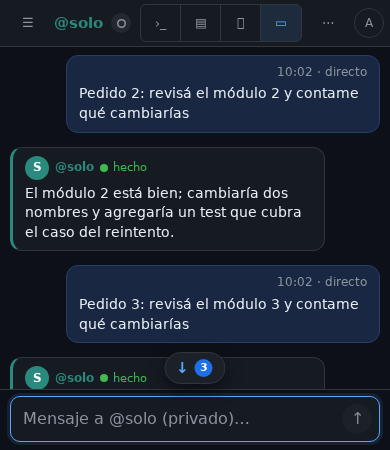 ☰ @solo ›_ ▤ ▭ ⋯ A
10:02 · directo
Pedido 2: revisá el módulo 2 y contame
qué cambiarías
S @solo hecho
El módulo 2 está bien; cambiaría dos
nombres y agregaría un test que cubra
el caso del reintento.
10:02 · directo
Pedido 3: revisá el módulo 3 y contame
qué cambiarías
S @solo hecho
↓ 3
Mensaje a @solo (privado)… ↑